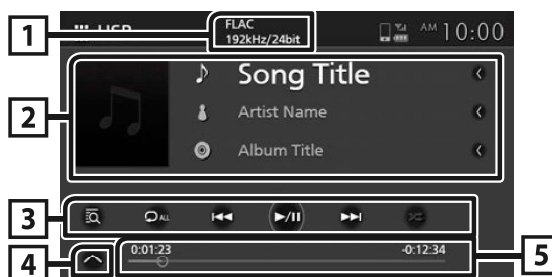 1
USB
FLAC
192kHz/24bit
AM 10:00
2
Song Title
Artist Name
Album Title
3
ALL
4
0:01:23
-0:12:34
5